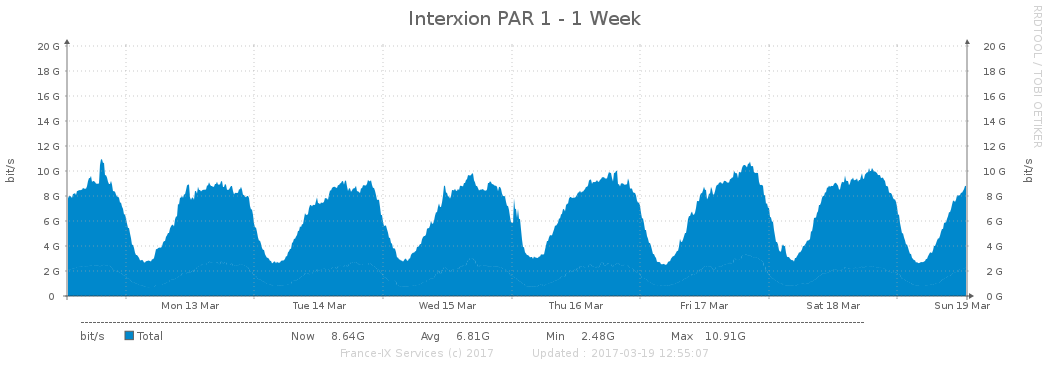 Interxion PAR 1 - 1 Week
RRDTOOL / TOBI OETIKER
bit/s
bit/s
20 G 20 G
18 G 18 G
16 G 16 G
14 G 14 G
12 G 12 G
10 G 10 G
8 G 8 G
6 G 6 G
4 G 4 G
2 G 2 G
0 0 G
Mon 13 Mar Tue 14 Mar Wed 15 Mar Thu 16 Mar Fri 17 Mar Sat 18 Mar Sun 19 Mar
bit/s Total Now 8.64G Avg 6.81G Min 2.48G Max 10.91G
France-IX Services (c) 2017 Updated : 2017-03-19 12:55:07